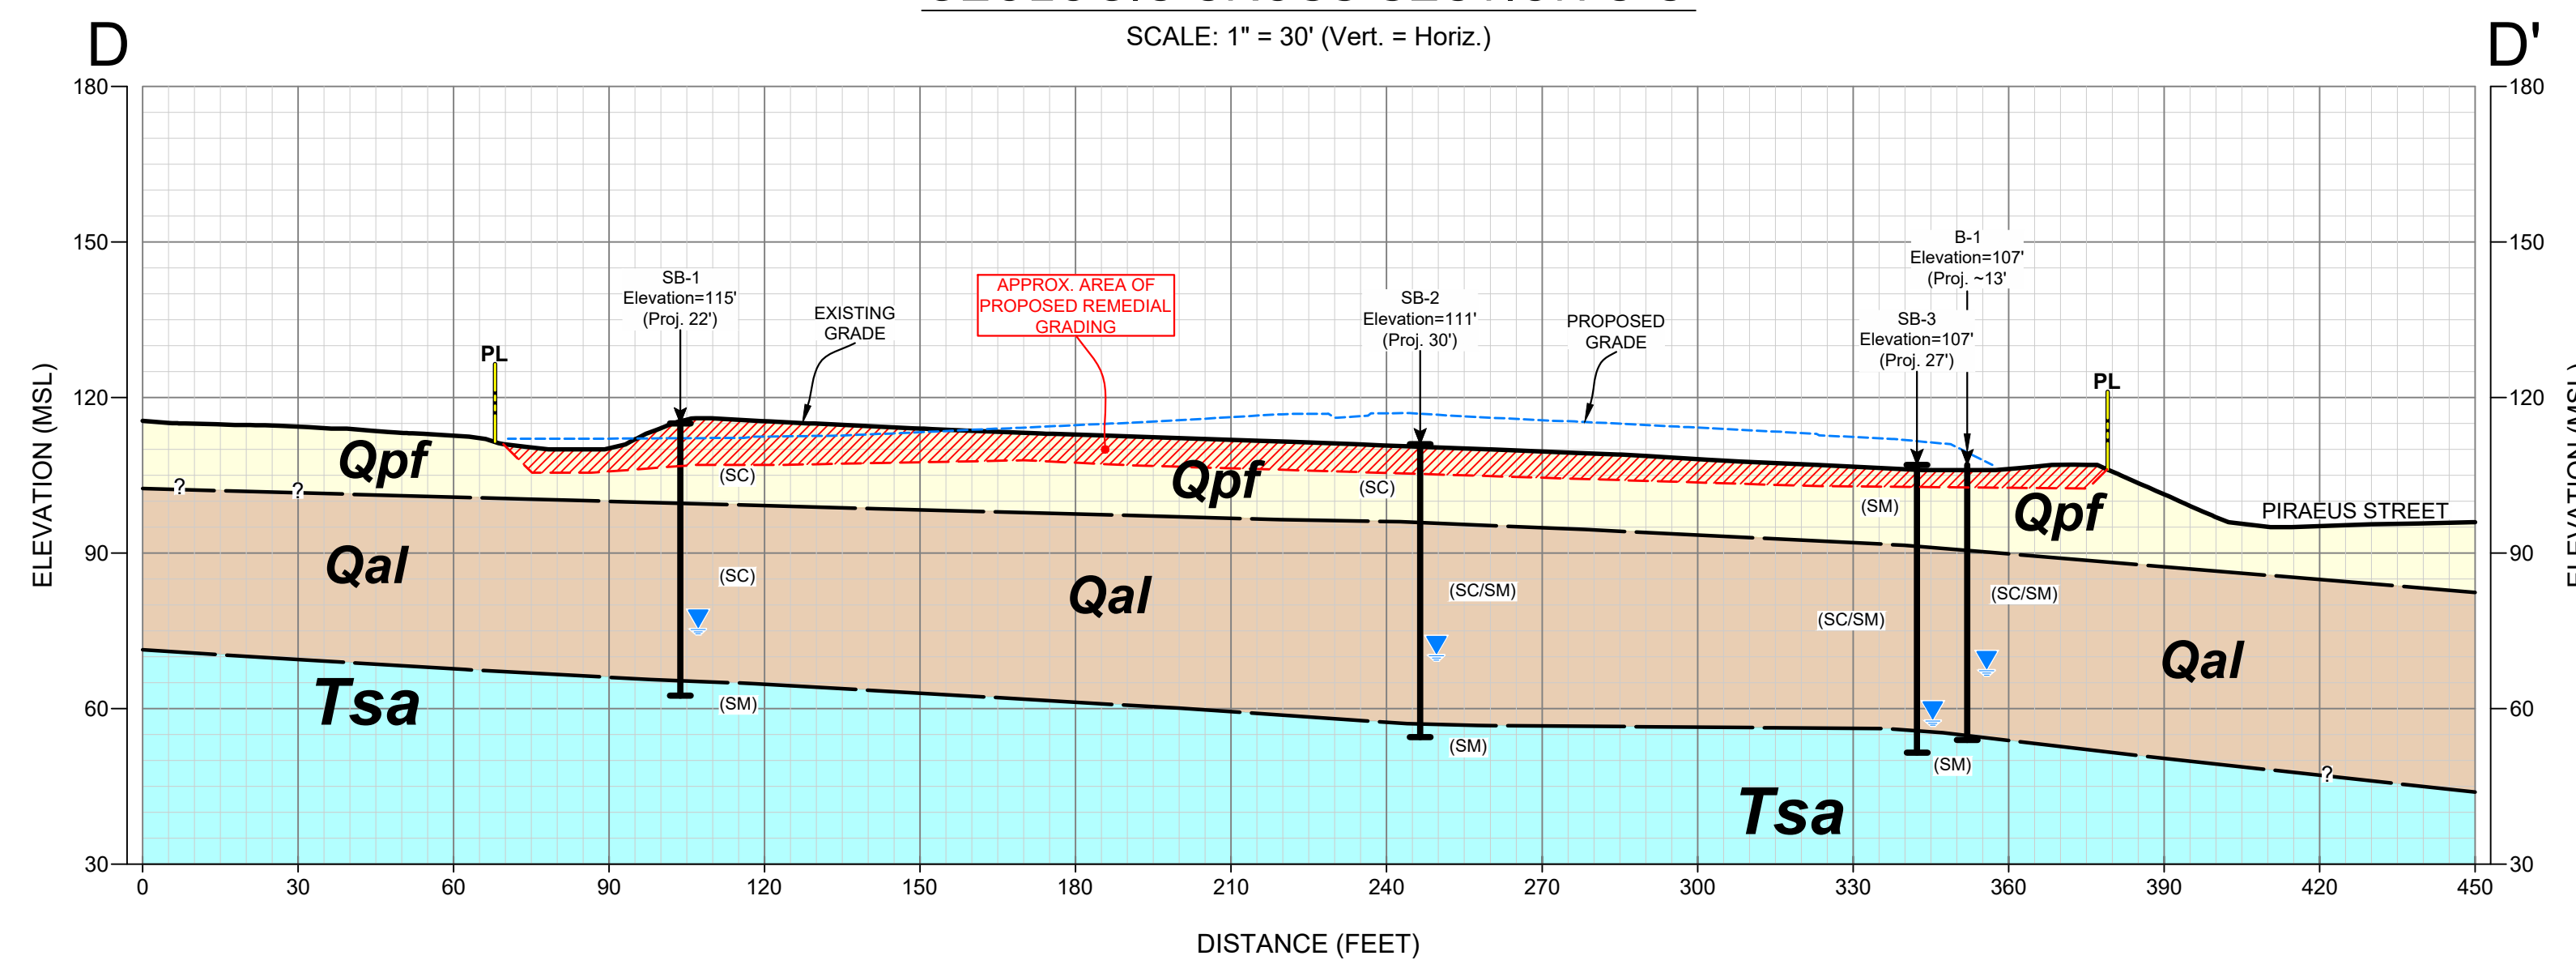 SCALE: 1" = 30' (Vert. = Horiz.)
D
D'
180
150
120
90
60
30
ELEVATION (MSL)
180
150
120
90
60
30
PL
SB-1
Elevation=115'
(Proj. 22')
EXISTING
GRADE
APPROX. AREA OF
PROPOSED REMEDIAL
GRADING
SB-2
Elevation=111'
(Proj. 30')
PROPOSED
GRADE
B-1
Elevation=107'
(Proj. ~13'
SB-3
Elevation=107'
(Proj. 27')
PL
PIRAEUS STREET
Qpf
Qpf
Qpf
?
?
(SC)
(SC)
(SM)
Qal
Qal
Qal
(SC)
(SC/SM)
(SC/SM)
(SC/SM)
Tsa
Tsa
(SM)
(SM)
(SM)
?
0
30
60
90
120
150
180
210
240
270
300
330
360
390
420
450
DISTANCE (FEET)